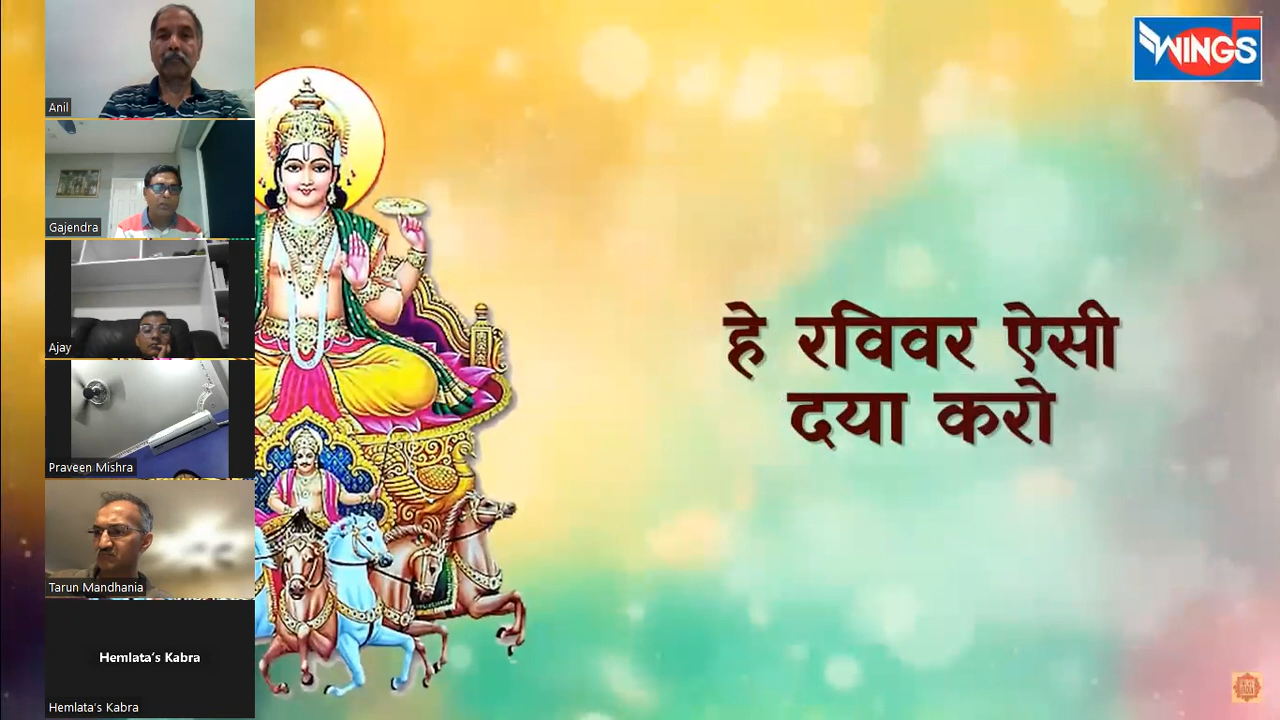 Anil
Gajendra
Ajay
Praveen Mishra
Tarun Mandhania
Hemlata's Kabra
Hemlata's Kabra
WINGS
हे रविवर ऐसी
दया करो